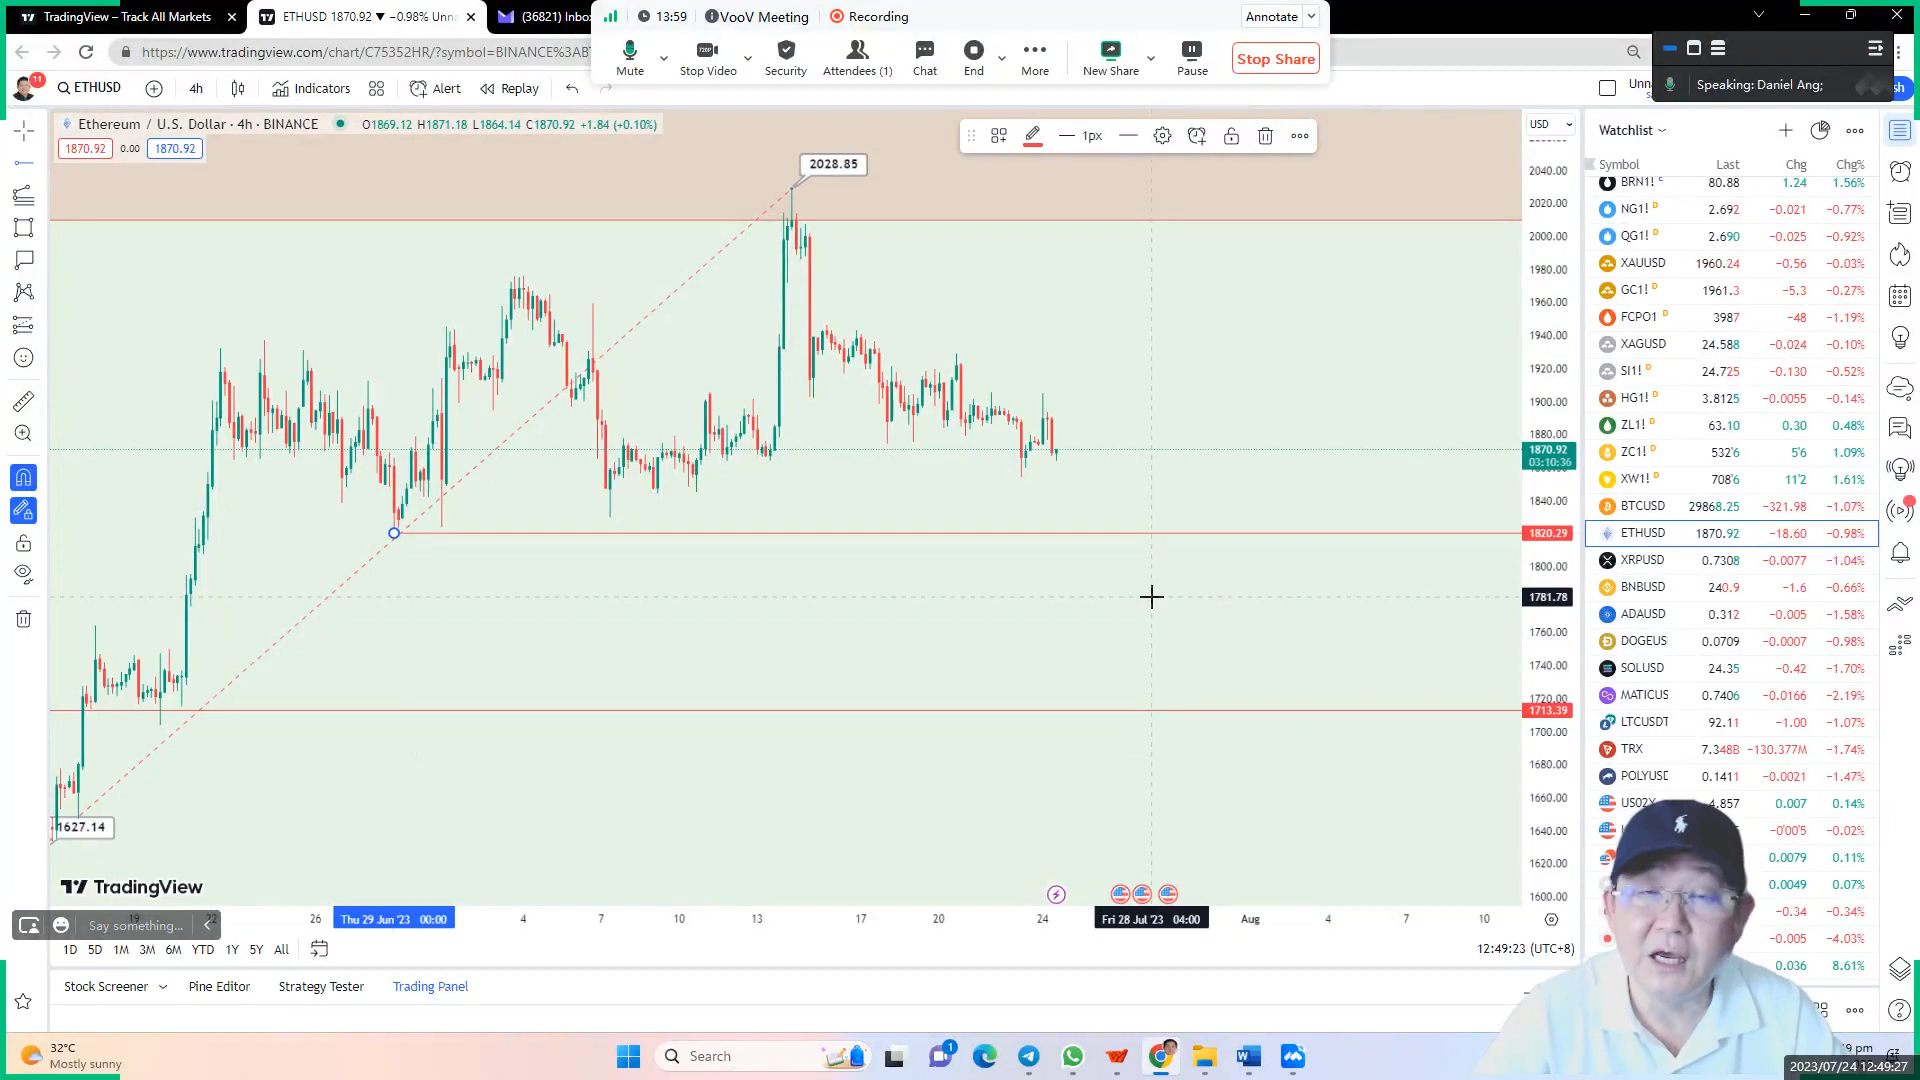 TradingView – Track All Markets
ETHUSD 1870.92 ▼ −0.98% Unna
(36821) Inbo
13:59
VooV Meeting
Recording
Annotate
https://www.tradingview.com/chart/C75352HR/?symbol=BINANCE%3AB
Mute
Stop Video
Security
Attendees (1)
Chat
End
More
New Share
Pause
Stop Share
Speaking: Daniel Ang;
11
ETHUSD
4h
Indicators
Alert
Replay
Unn
sh
Ethereum / U.S. Dollar · 4h · BINANCE
O1869.12 H1871.18 L1864.14 C1870.92 +1.84 (+0.10%)
1870.92
0.00
1870.92
1px
USD
2028.85
1627.14
2040.00
2020.00
2000.00
1980.00
1960.00
1940.00
1920.00
1900.00
1880.00
1870.92
03:10:36
1840.00
1820.29
1800.00
1781.78
1760.00
1740.00
1720.00
1713.39
1700.00
1680.00
1660.00
1640.00
1620.00
1600.00
TradingView
19
22
26
Thu 29 Jun '23 00:00
4
7
10
13
17
20
24
Fri 28 Jul '23 04:00
Aug
4
7
10
Say something...
1D 5D 1M 3M 6M YTD 1Y 5Y All
12:49:23 (UTC+8)
Stock Screener
Pine Editor
Strategy Tester
Trading Panel
Watchlist
Symbol Last Chg Chg%
BRN1! E 80.88 1.24 1.56%
NG1! D 2.692 −0.021 −0.77%
QG1! D 2.690 −0.025 −0.92%
XAUUSD 1960.24 −0.56 −0.03%
GC1! D 1961.3 −5.3 −0.27%
FCPO1 D 3987 −48 −1.19%
XAGUSD 24.588 −0.024 −0.10%
SI1! D 24.725 −0.130 −0.52%
HG1! D 3.8125 −0.0055 −0.14%
ZL1! D 63.10 0.30 0.48%
ZC1! D 532'6 5'6 1.09%
XW1! D 708'6 11'2 1.61%
BTCUSD 29868.25 −321.98 −1.07%
ETHUSD 1870.92 −18.60 −0.98%
XRPUSD 0.7308 −0.0077 −1.04%
BNBUSD 240.9 −1.6 −0.66%
ADAUSD 0.312 −0.005 −1.58%
DOGEUS 0.0709 −0.0007 −0.98%
SOLUSD 24.35 −0.42 −1.70%
MATICUS 0.7406 −0.0166 −2.19%
LTCUSDT 92.11 −1.00 −1.07%
TRX 7.348B −130.377M −1.74%
POLYUSD 0.1411 −0.0021 −1.47%
US02Y 4.857 0.007 0.14%
−0'00'5 −0.02%
0.0079 0.11%
0.0049 0.07%
−0.34 −0.34%
−0.005 −4.03%
0.036 8.61%
32°C
Mostly sunny
Search
1
pm
2023/07/24 12:49:27